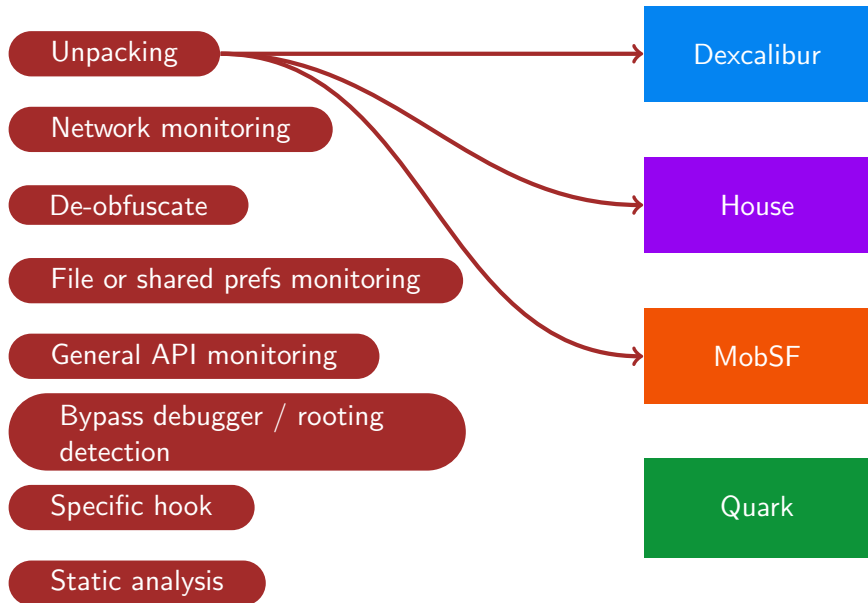 Unpacking
Network monitoring
De-obfuscate
File or shared prefs monitoring
General API monitoring
Bypass debugger / rooting
detection
Specific hook
Static analysis
Dexcalibur
House
MobSF
Quark